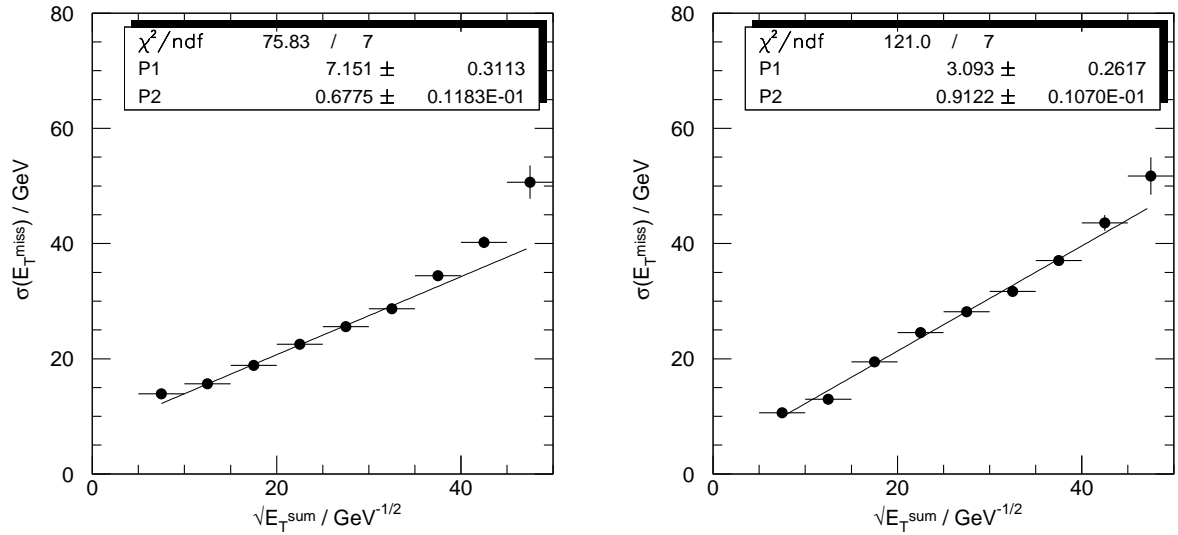 χ²/ndf 75.83 / 7
P1 7.151 ± 0.3113
P2 0.6775 ± 0.1183E-01
80
60
40
20
0
σ(E_T^miss) / GeV
0 20 40
√E_T^sum / GeV^-1/2
χ²/ndf 121.0 / 7
P1 3.093 ± 0.2617
P2 0.9122 ± 0.1070E-01
80
60
40
20
0
σ(E_T^miss) / GeV
0 20 40
√E_T^sum / GeV^-1/2